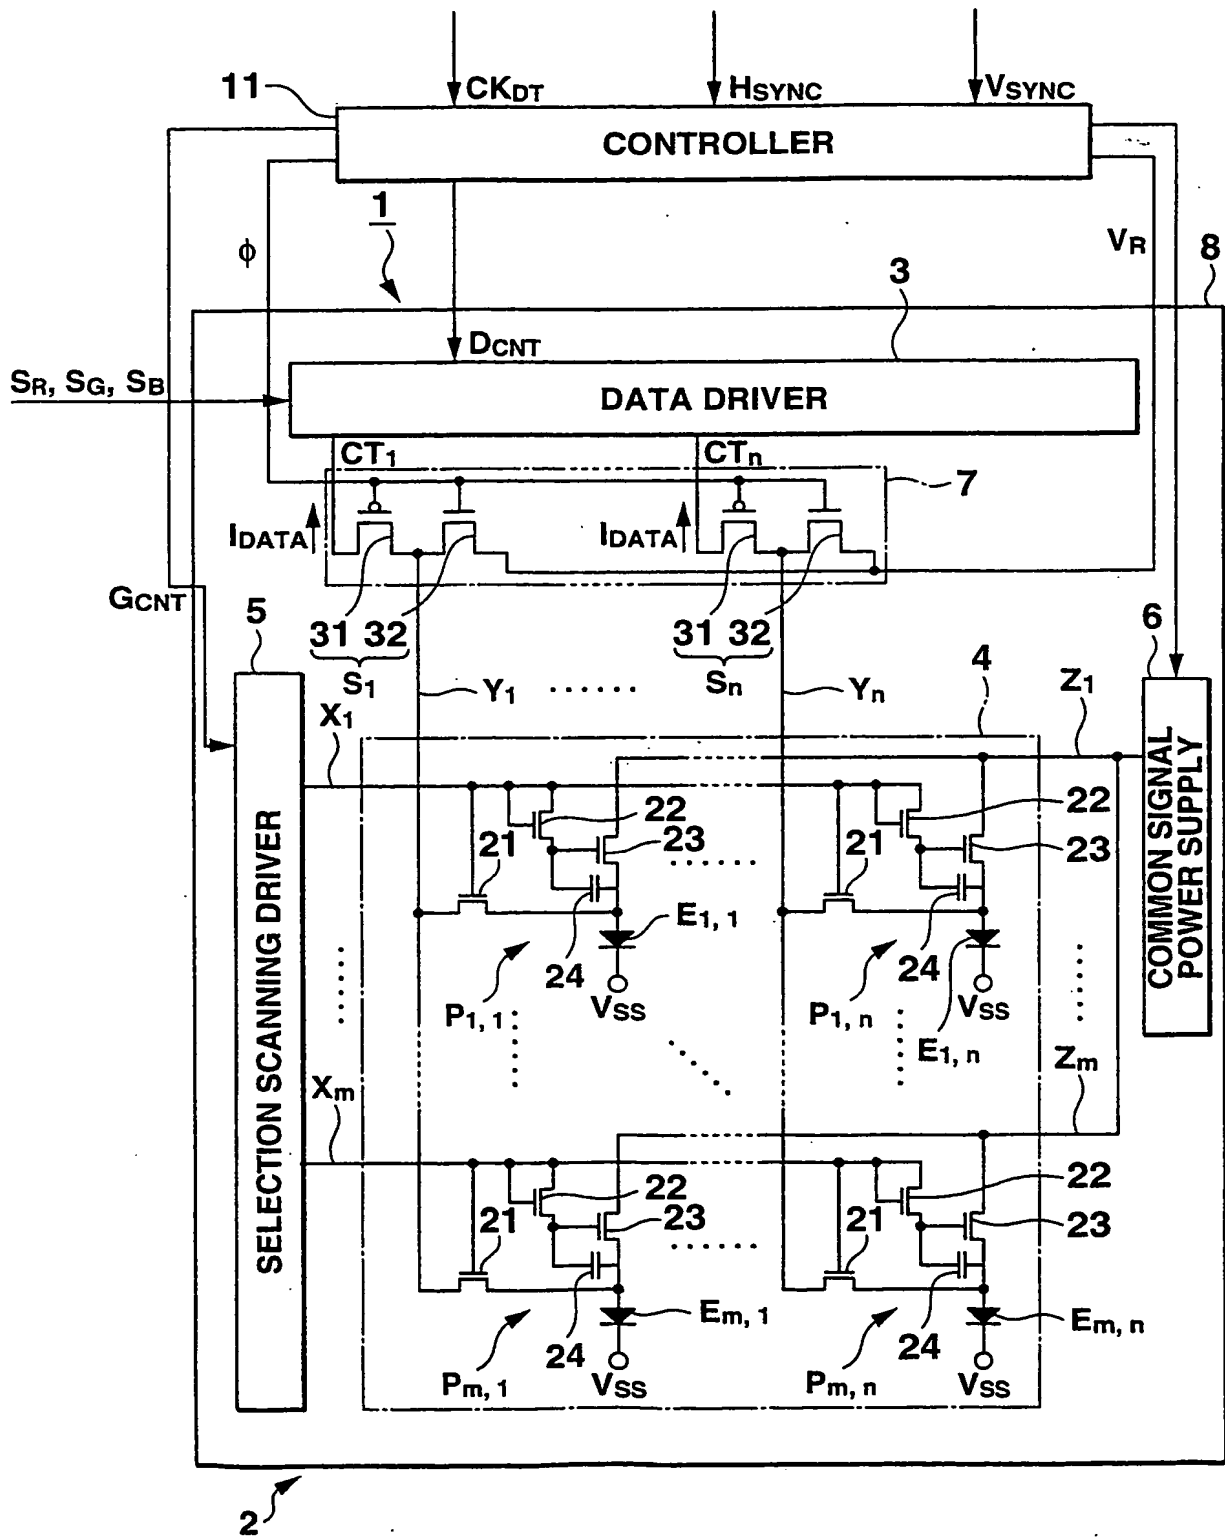 CKDT HSYNC VSYNC
11
CONTROLLER
1
ϕ VR 8
3
DCNT
SR, SG, SB
DATA DRIVER
CT1 CTn
7
IDATA IDATA
GCNT
5 31 32 31 32 6
S1 Sn 4
Y1 ...... Yn Z1
X1
COMMON SIGNAL
POWER SUPPLY
SELECTION SCANNING DRIVER
22 22
21 23 ...... 21 23
E1, 1
24 24
P1, 1 VSS P1, n VSS
E1, n
Xm Zm
22 22
21 23 ...... 21 23
Em, 1 Em, n
24 24
Pm, 1 VSS Pm, n VSS
2